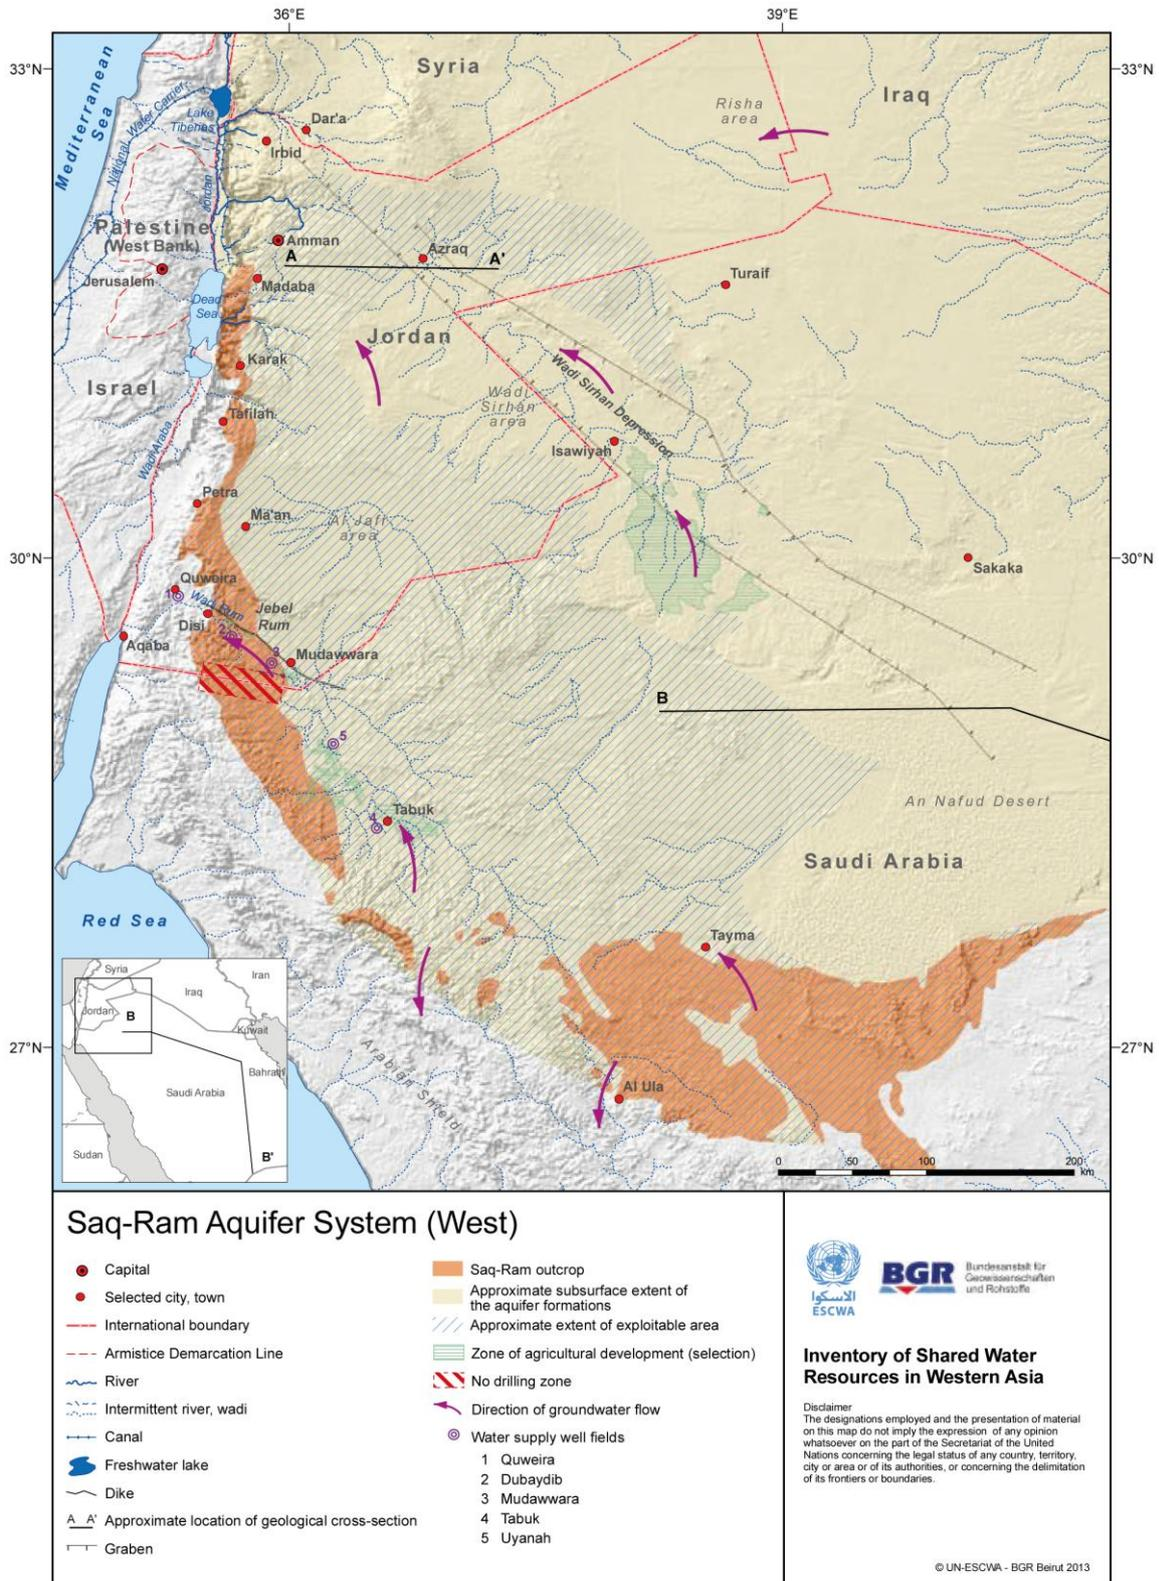 36°E
39°E
33°N
33°N
Mediterranean
Sea
National Water Carrier
Lake
Tiberias
Jordan
Syria
Dar'a
Irbid
Risha
area
Iraq
Palestine
(West Bank)
Amman
A
A'
Azraq
Jerusalem
Madaba
Dead
Sea
Turaif
Jordan
Karak
Israel
Wadi
Sirhan
area
Wadi Sirhan Depression
Tafilah
Wadi Araba
Isawiyah
Petra
Ma'an
Al Jafr
area
30°N
30°N
Sakaka
Quweira
1
Wadi Rum
Jebel
Rum
Disi
2
Aqaba
3
Mudawwara
B
5
An Nafud Desert
4
Tabuk
Saudi Arabia
Red Sea
Tayma
27°N
27°N
Arabian Shield
Al Ula
0
50
100
200
km
Syria
Iran
Iraq
Jordan
B
Kuwait
Bahrain
Saudi Arabia
Sudan
B'
Saq-Ram Aquifer System (West)
Capital
Selected city, town
International boundary
Armistice Demarcation Line
River
Intermittent river, wadi
Canal
Freshwater lake
Dike
A A' Approximate location of geological cross-section
Graben
Saq-Ram outcrop
Approximate subsurface extent of
the aquifer formations
Approximate extent of exploitable area
Zone of agricultural development (selection)
No drilling zone
Direction of groundwater flow
Water supply well fields
1 Quweira
2 Dubaydib
3 Mudawwara
4 Tabuk
5 Uyanah
الاسكوا
ESCWA
BGR
Bundesanstalt für
Geowissenschaften
und Rohstoffe
Inventory of Shared Water
Resources in Western Asia
Disclaimer
The designations employed and the presentation of material
on this map do not imply the expression of any opinion
whatsoever on the part of the Secretariat of the United
Nations concerning the legal status of any country, territory,
city or area or of its authorities, or concerning the delimitation
of its frontiers or boundaries.
© UN-ESCWA - BGR Beirut 2013